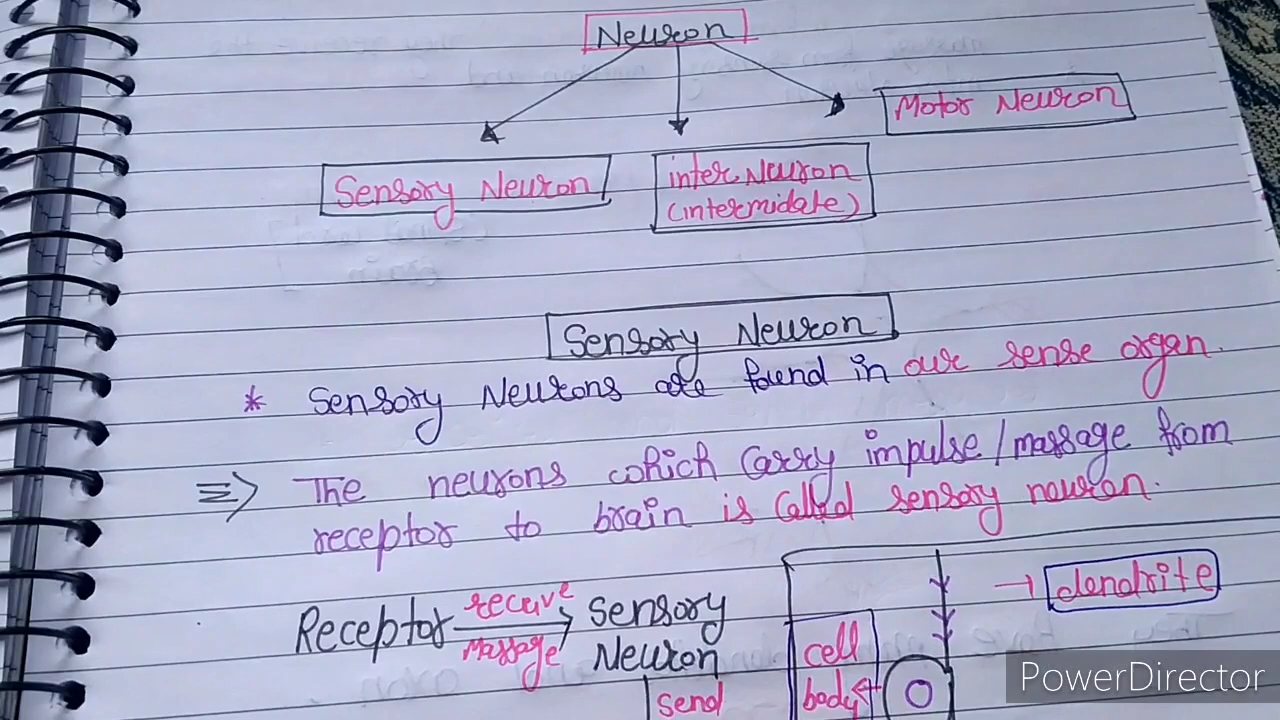 Neuron
Motor Neuron
Sensory Neuron
inter Neuron
(intermidate)
Sensory Neuron
* Sensory Neurons are found in our sense organ.
⇒ The neurons which carry impulse/massage from
receptor to brain is called sensory neuron.
→ dendrite
Receptor recieve massage → Sensory
Neuron
cell
body
send
PowerDirector